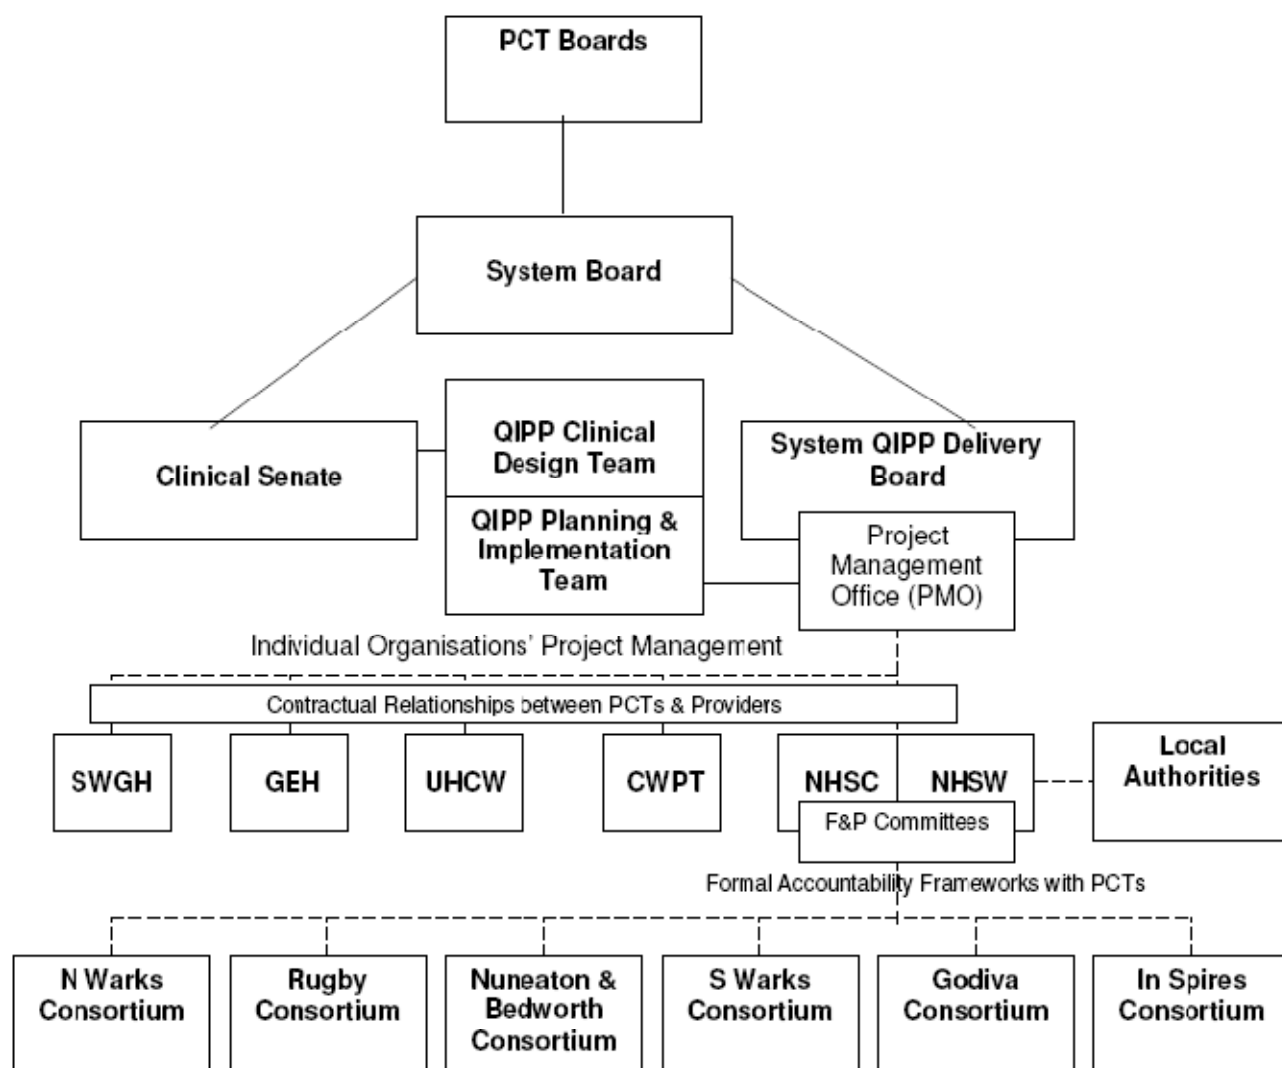 PCT Boards
System Board
Clinical Senate
QIPP Clinical
Design Team
QIPP Planning &
Implementation
Team
System QIPP Delivery
Board
Project
Management
Office (PMO)
Individual Organisations' Project Management
Contractual Relationships between PCTs & Providers
SWGH
GEH
UHCW
CWPT
NHSC
NHSW
F&P Committees
Local
Authorities
Formal Accountability Frameworks with PCTs
N Warks
Consortium
Rugby
Consortium
Nuneaton &
Bedworth
Consortium
S Warks
Consortium
Godiva
Consortium
In Spires
Consortium